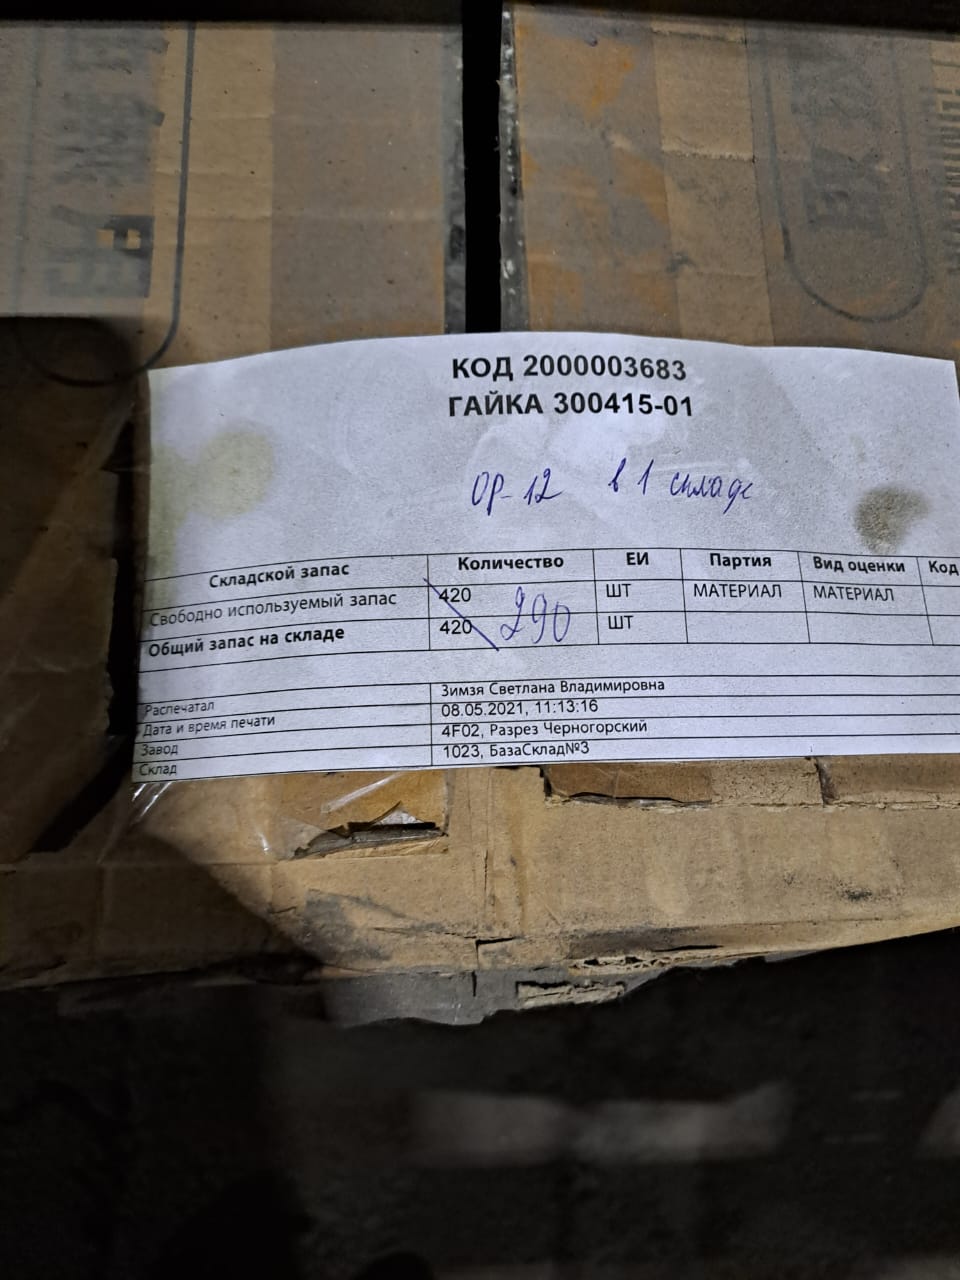 КОД 2000003683
ГАЙКА 300415-01
ОР-12 в 1 складе
Складской запас Количество ЕИ Партия Вид оценки Код
Свободно используемый запас 420 ШТ МАТЕРИАЛ МАТЕРИАЛ
290
Общий запас на складе 420 ШТ
Распечатал Зимзя Светлана Владимировна
Дата и время печати 08.05.2021, 11:13:16
Завод 4F02, Разрез Черногорский
Склад 1023, БазаСклад№3